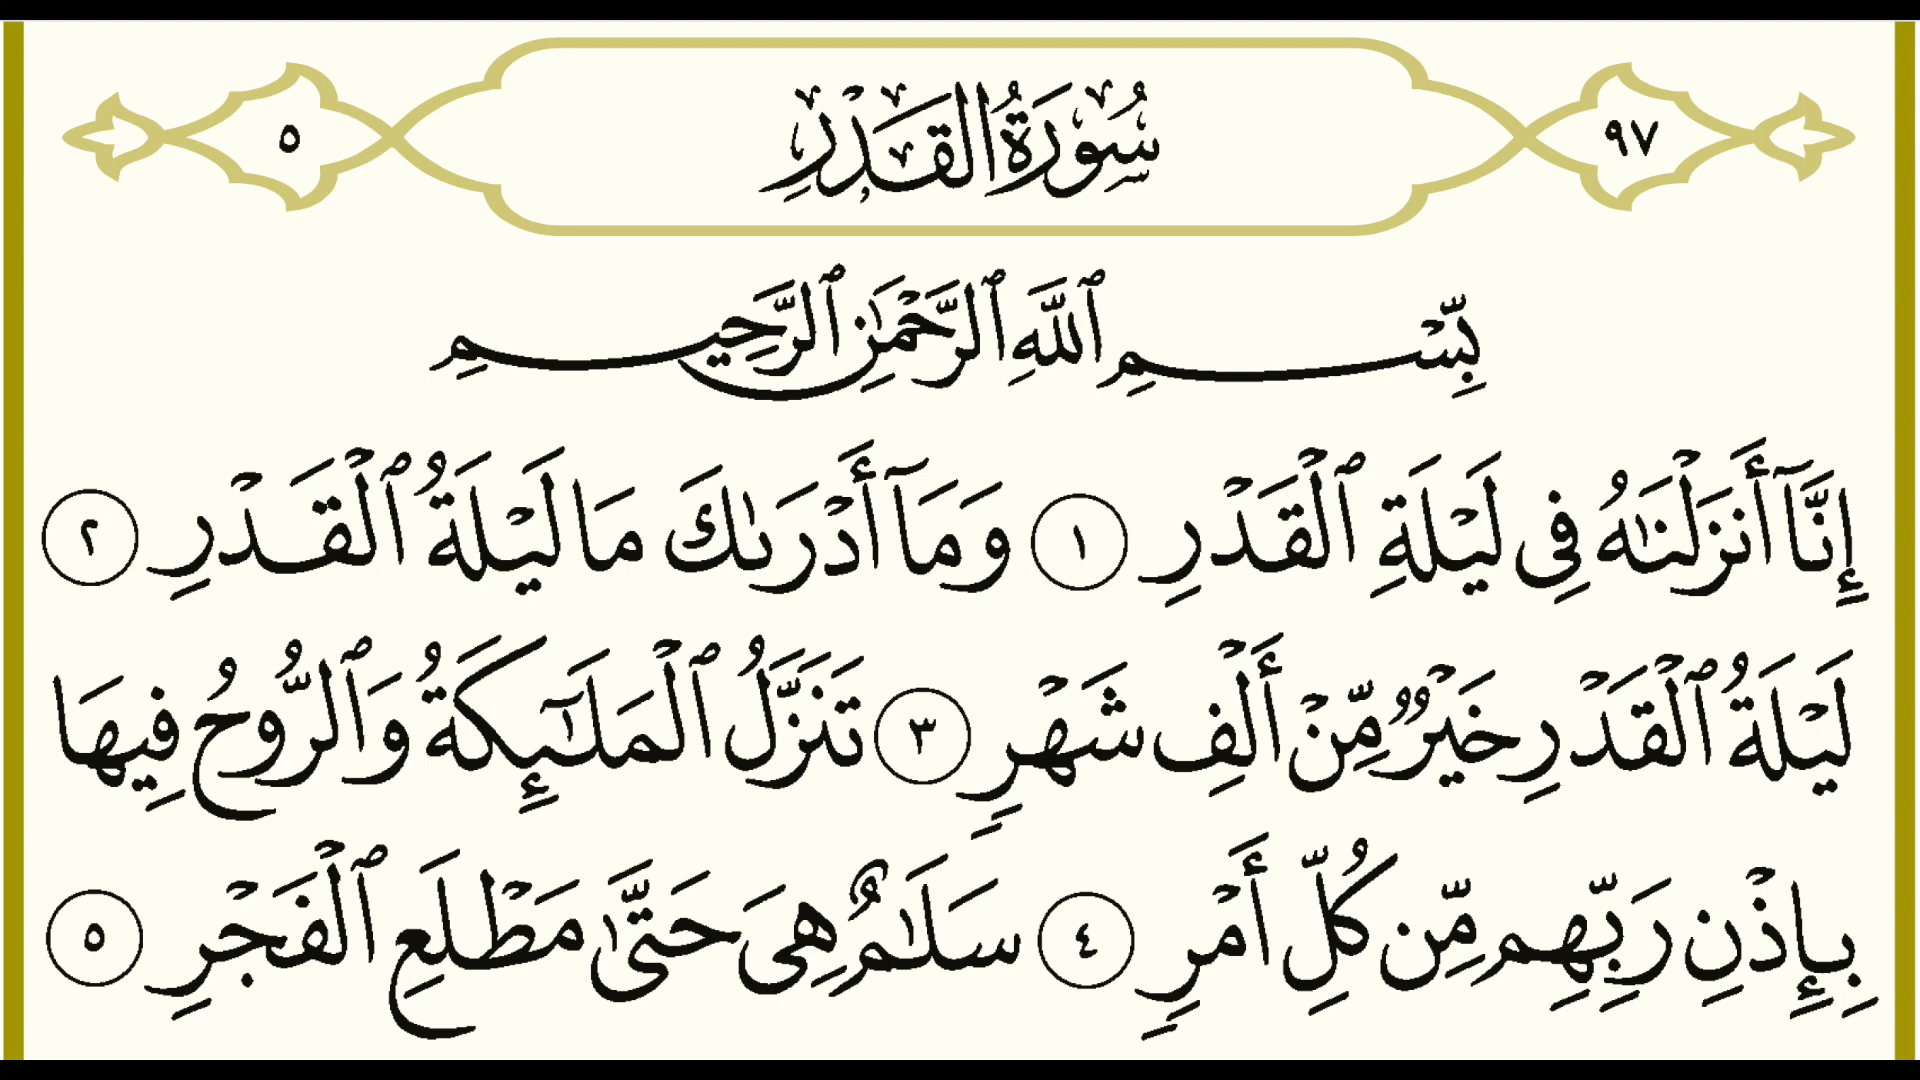 ٩٧ سُورَةُ الْقَدْرِ ٥
بِّسْمِ ٱللَّهِ ٱلرَّحْمَٰنِ ٱلرَّحِيمِ
إِنَّآ أَنزَلْنَٰهُ فِى لَيْلَةِ ٱلْقَدْرِ ١ وَمَآ أَدْرَىٰكَ مَا لَيْلَةُ ٱلْقَدْرِ ٢
لَيْلَةُ ٱلْقَدْرِ خَيْرٌ مِّنْ أَلْفِ شَهْرٍ ٣ تَنَزَّلُ ٱلْمَلَٰٓئِكَةُ وَٱلرُّوحُ فِيهَا
بِإِذْنِ رَبِّهِم مِّن كُلِّ أَمْرٍ ٤ سَلَٰمٌ هِىَ حَتَّىٰ مَطْلَعِ ٱلْفَجْرِ ٥